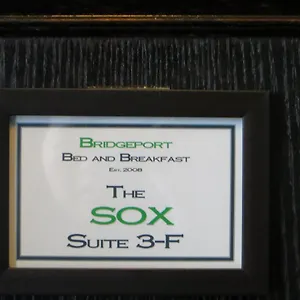 Bridgeport
Bed and Breakfast
Est. 2008
The
SOX
Suite 3-F